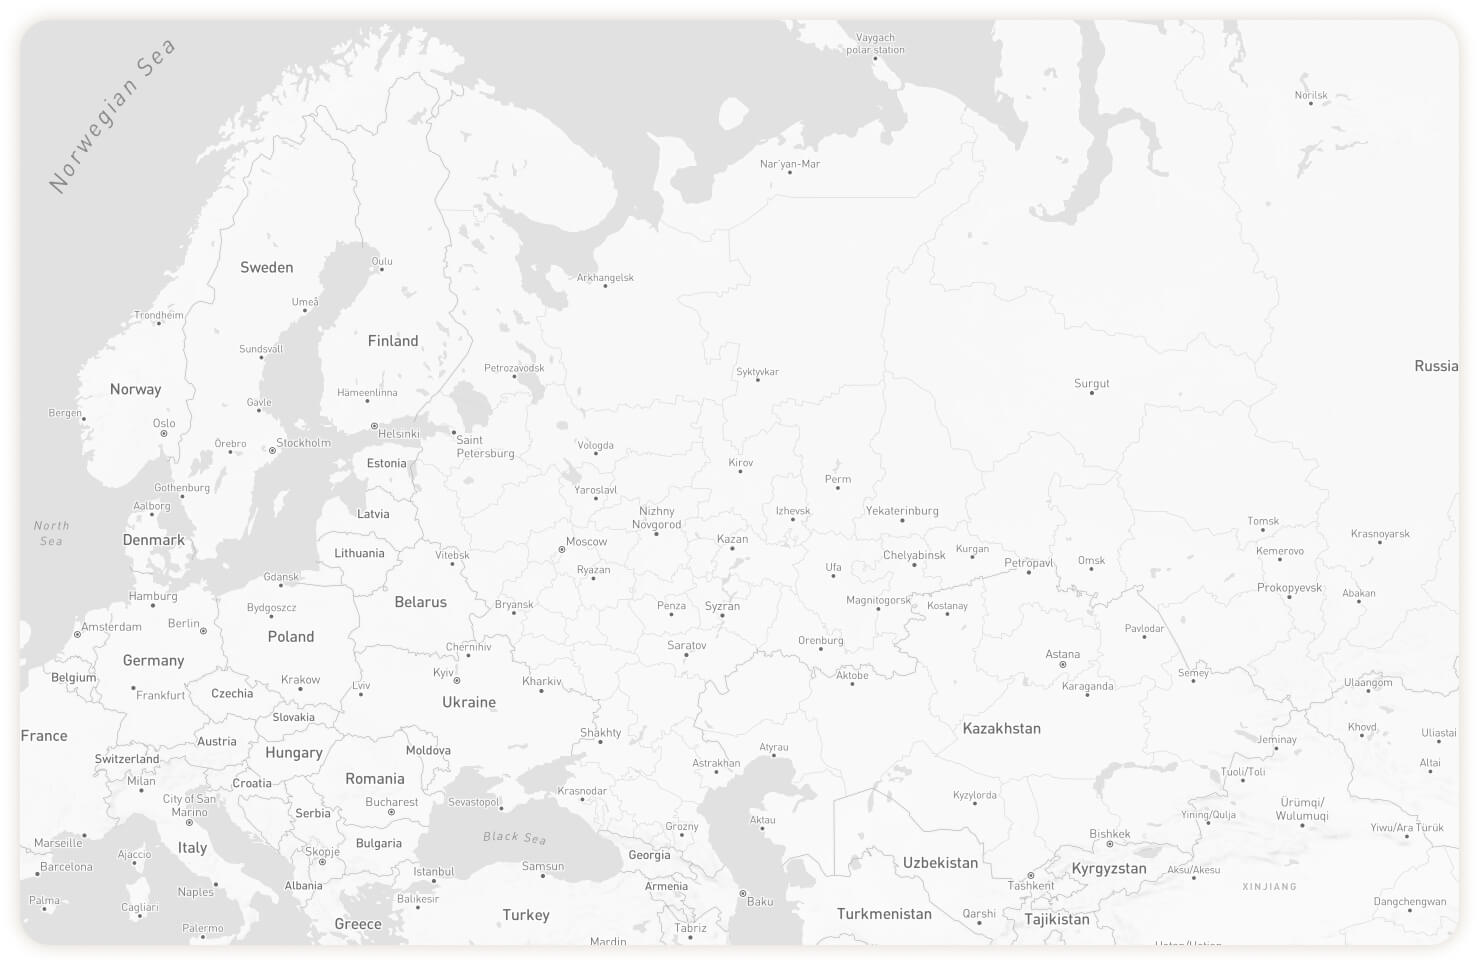 Norwegian Sea
Vaygach
polar station
Norilsk
Nar'yan-Mar
Sweden
Oulu
Arkhangelsk
Umeå
Trondheim
Finland
Sundsvall
Petrozavodsk
Syktyvkar
Russia
Norway
Hämeenlinna
Surgut
Bergen
Gävle
Oslo
Helsinki
Örebro
Stockholm
Saint
Petersburg
Vologda
Estonia
Kirov
Perm
Gothenburg
Yaroslavl
Aalborg
Latvia
Nizhny
Novgorod
Izhevsk
Yekaterinburg
North
Sea
Denmark
Moscow
Kazan
Tomsk
Krasnoyarsk
Lithuania
Vitebsk
Chelyabinsk
Kurgan
Kemerovo
Ryazan
Ufa
Petropavl
Omsk
Gdansk
Prokopyevsk
Abakan
Hamburg
Bydgoszcz
Belarus
Bryansk
Penza
Syzran
Magnitogorsk
Kostanay
Amsterdam
Berlin
Poland
Pavlodar
Chernihiv
Saratov
Orenburg
Germany
Astana
Belgium
Kyiv
Aktobe
Semey
Krakow
Lviv
Kharkiv
Karaganda
Ulaangom
Frankfurt
Czechia
Ukraine
Slovakia
Kazakhstan
Khovd
France
Austria
Shakhty
Uliastai
Jeminay
Switzerland
Hungary
Moldova
Atyrau
Astrakhan
Altai
Milan
Croatia
Romania
Tuoli/Toli
Krasnodar
Kyzylorda
City of San
Marino
Bucharest
Sevastopol
Ürümqi/
Wulumuqi
Serbia
Aktau
Yining/Qulja
Grozny
Yiwu/Ara Türük
Marseille
Italy
Bulgaria
Black Sea
Bishkek
Ajaccio
Skopje
Georgia
Uzbekistan
Kyrgyzstan
Barcelona
Istanbul
Samsun
Aksu/Akesu
Albania
Armenia
Tashkent
XINJIANG
Naples
Palma
Balıkesir
Baku
Dangchengwan
Cagliari
Greece
Turkey
Turkmenistan
Qarshi
Tajikistan
Palermo
Tabriz
Mardin
Hotan/Hetian